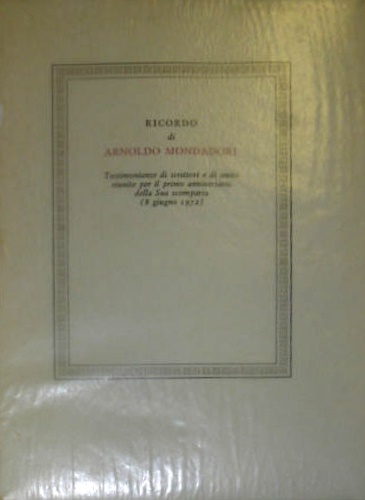 RICORDO
di
ARNOLDO MONDADORI
Testimonianze di scrittori e di amici
riunite per il primo anniversario
della Sua scomparsa
(8 giugno 1972)